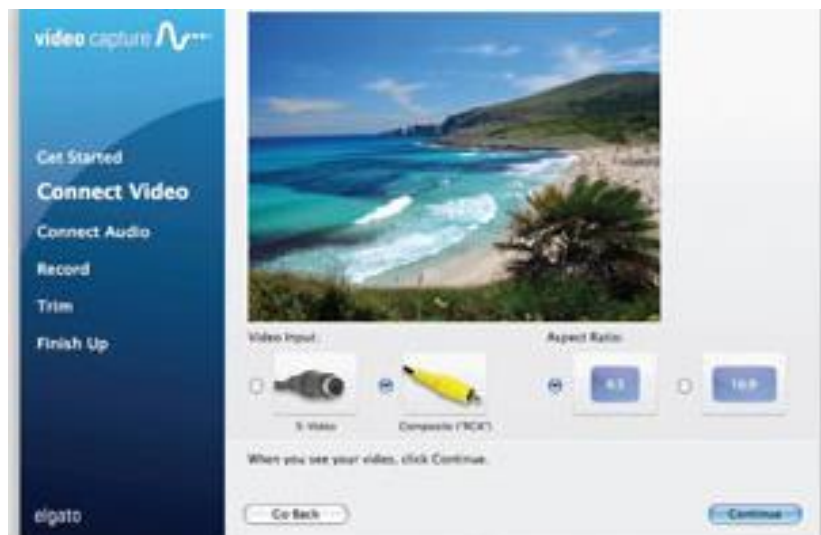 video capture
Get Started
Connect Video
Connect Audio
Record
Trim
Finish Up
elgato
Video Input:
Aspect Ratio:
4:3
16:9
S-Video
Composite ("RCA")
When you see your video, click Continue.
Go Back
Continue